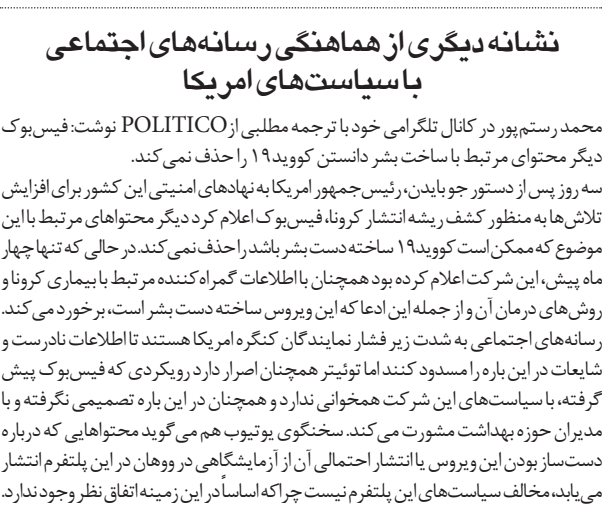 نشانه دیگری از هماهنگی رسانه‌های اجتماعی
با سیاست‌های امریکا
محمد رستم‌پور در کانال تلگرامی خود با ترجمه مطلبی از POLITICO نوشت: فیس‌بوک
دیگر محتوای مرتبط با ساخت بشر دانستن کووید۱۹ را حذف نمی‌کند.
سه روز پس از دستور جو بایدن، رئیس‌جمهور امریکا به نهادهای امنیتی این کشور برای افزایش
تلاش‌ها به منظور کشف ریشه انتشار کرونا، فیس‌بوک اعلام کرد دیگر محتواهای مرتبط با این
موضوع که ممکن است کووید۱۹ ساخته دست بشر باشد را حذف نمی‌کند. در حالی که تنها چهار
ماه پیش، این شرکت اعلام کرده بود همچنان با اطلاعات گمراه‌کننده مرتبط با بیماری کرونا و
روش‌های درمان آن و از جمله این ادعا که این ویروس ساخته دست بشر است، برخورد می‌کند.
رسانه‌های اجتماعی به شدت زیر فشار نمایندگان کنگره امریکا هستند تا اطلاعات نادرست و
شایعات در این باره را مسدود کنند اما توئیتر همچنان اصرار دارد رویکردی که فیس‌بوک پیش
گرفته، با سیاست‌های این شرکت همخوانی ندارد و همچنان در این باره تصمیمی نگرفته و با
مدیران حوزه بهداشت مشورت می‌کند. سخنگوی یوتیوب هم می‌گوید محتواهایی که درباره
دست‌ساز بودن این ویروس یا انتشار احتمالی آن از آزمایشگاهی در ووهان در این پلتفرم انتشار
می‌یابد، مخالف سیاست‌های این پلتفرم نیست چراکه اساساً در این زمینه اتفاق نظر وجود ندارد.